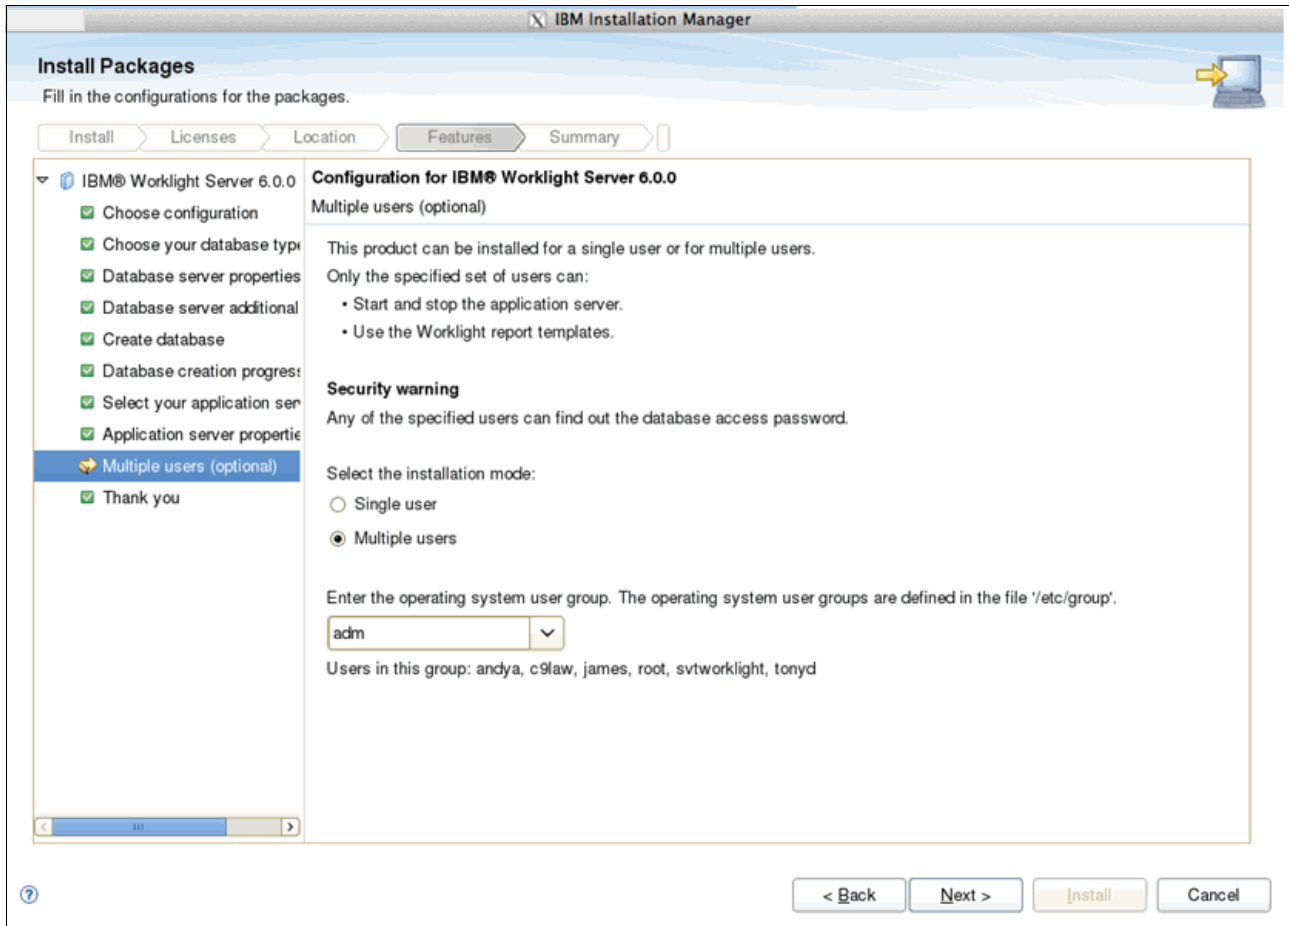 IBM Installation Manager
Install Packages
Fill in the configurations for the packages.
Install
Licenses
Location
Features
Summary
IBM® Worklight Server 6.0.0
Choose configuration
Choose your database type
Database server properties
Database server additional
Create database
Database creation progress
Select your application ser
Application server propertie
Multiple users (optional)
Thank you
Configuration for IBM® Worklight Server 6.0.0
Multiple users (optional)
This product can be installed for a single user or for multiple users.
Only the specified set of users can:
• Start and stop the application server.
• Use the Worklight report templates.
Security warning
Any of the specified users can find out the database access password.
Select the installation mode:
Single user
Multiple users
Enter the operating system user group. The operating system user groups are defined in the file '/etc/group'.
adm
Users in this group: andya, c9law, james, root, svtworklight, tonyd
< Back
Next >
Install
Cancel